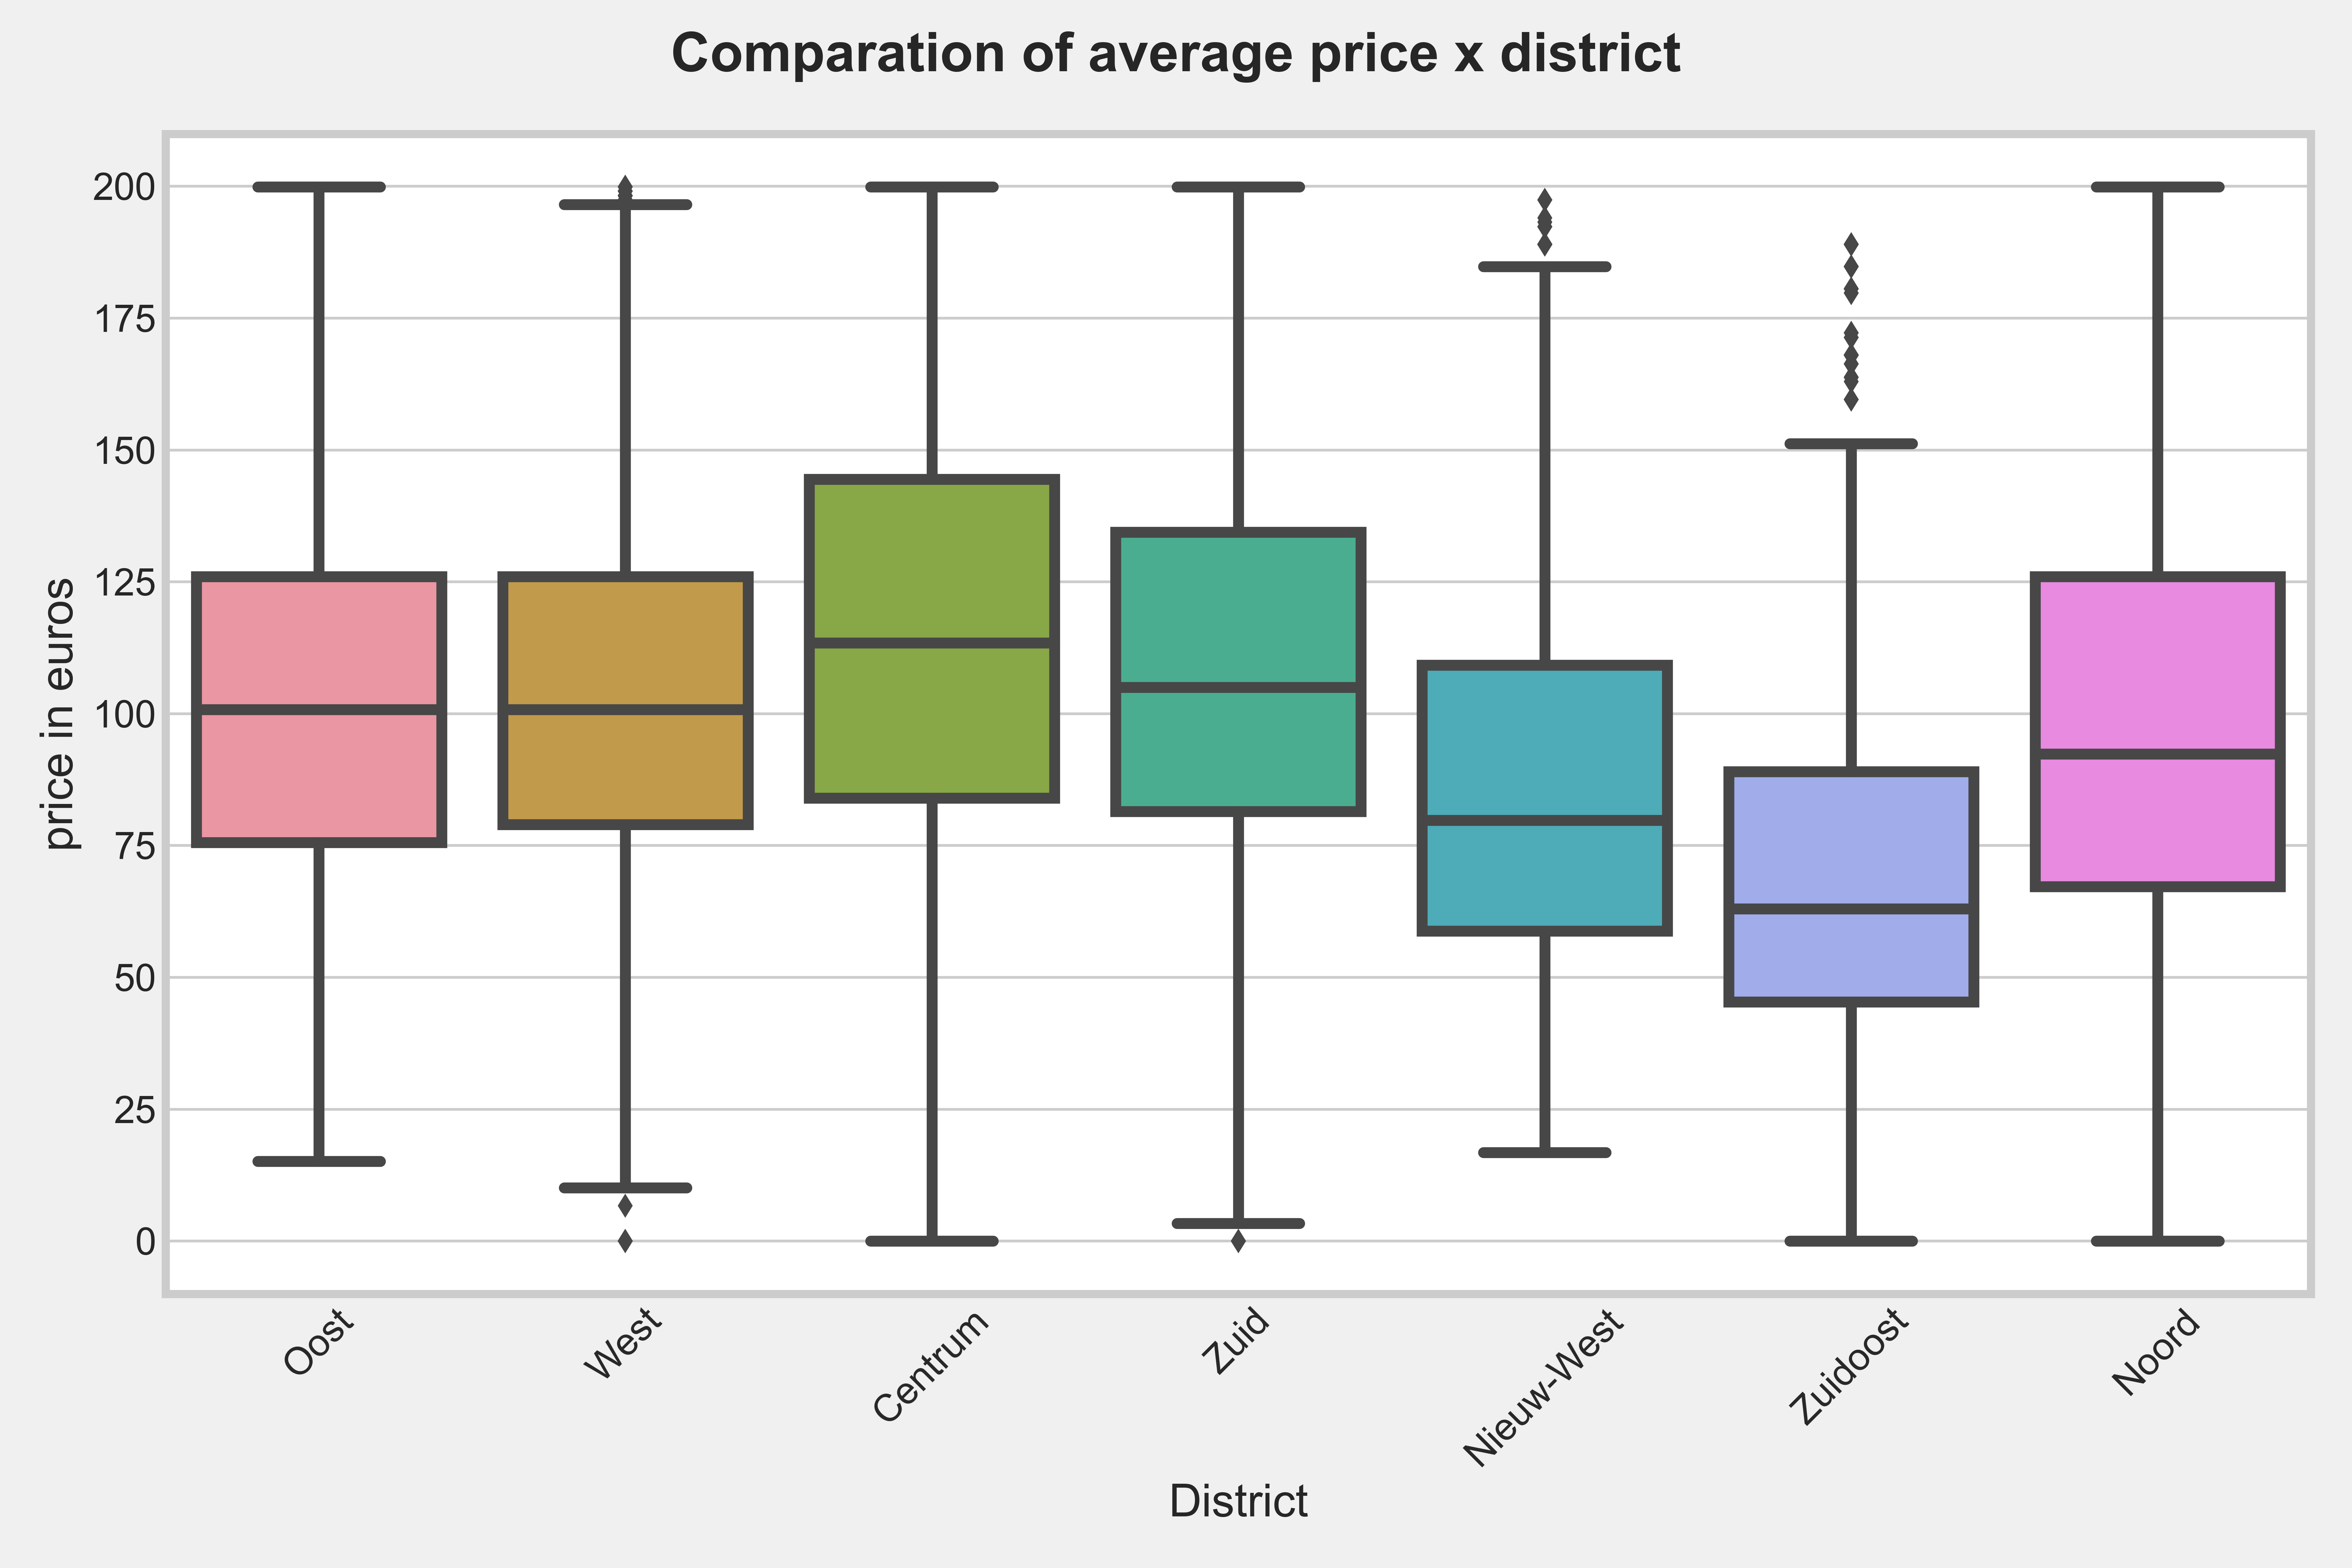 Comparation of average price x district
price in euros
200
175
150
125
100
75
50
25
0
Oost
West
Centrum
Zuid
Nieuw-West
Zuidoost
Noord
District